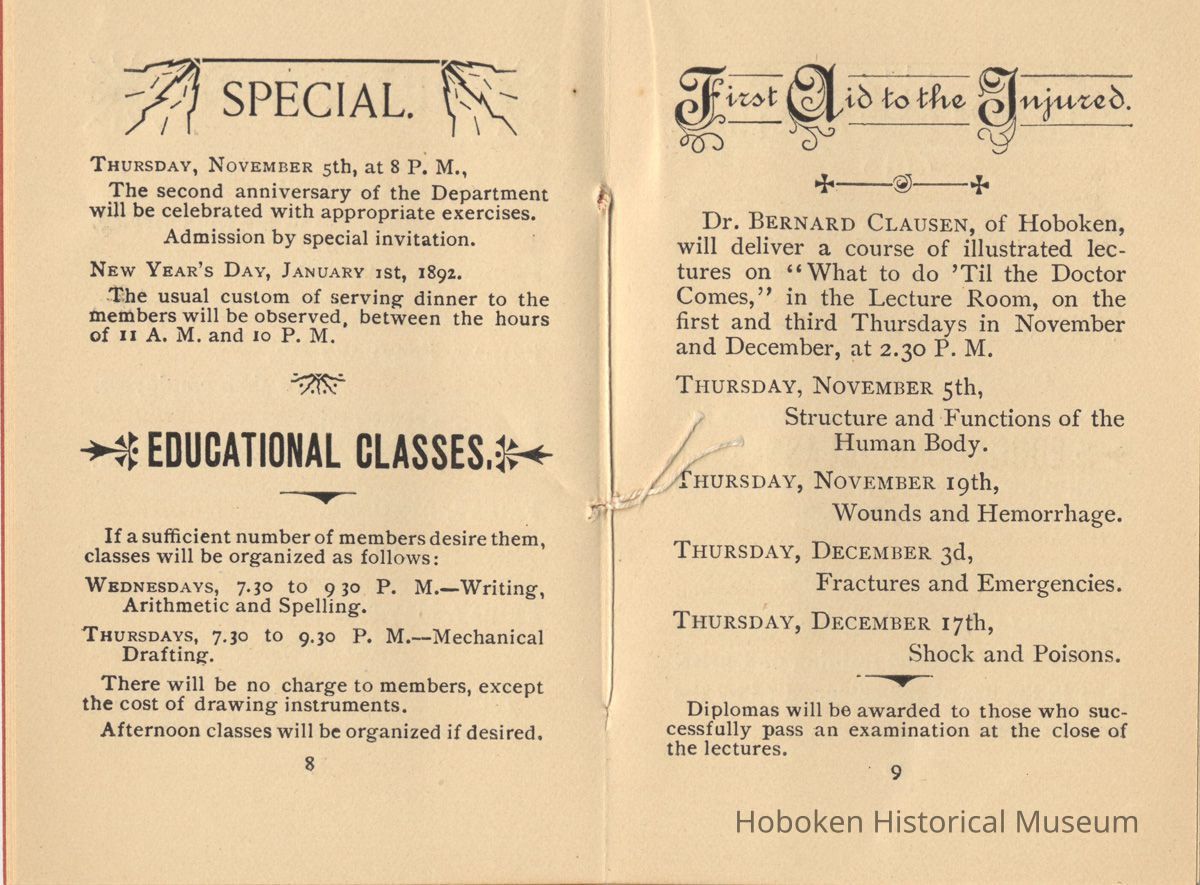 SPECIAL.
THURSDAY, NOVEMBER 5th, at 8 P. M.,
The second anniversary of the Department
will be celebrated with appropriate exercises.
Admission by special invitation.
NEW YEAR'S DAY, JANUARY 1st, 1892.
The usual custom of serving dinner to the
members will be observed, between the hours
of 11 A. M. and 10 P. M.
EDUCATIONAL CLASSES.
If a sufficient number of members desire them,
classes will be organized as follows:
WEDNESDAYS, 7.30 to 9 30 P. M.—Writing,
Arithmetic and Spelling.
THURSDAYS, 7.30 to 9.30 P. M.—Mechanical
Drafting.
There will be no charge to members, except
the cost of drawing instruments.
Afternoon classes will be organized if desired.
8
First Aid to the Injured.
Dr. BERNARD CLAUSEN, of Hoboken,
will deliver a course of illustrated lec-
tures on "What to do 'Til the Doctor
Comes," in the Lecture Room, on the
first and third Thursdays in November
and December, at 2.30 P. M.
THURSDAY, NOVEMBER 5th,
Structure and Functions of the
Human Body.
THURSDAY, NOVEMBER 19th,
Wounds and Hemorrhage.
THURSDAY, DECEMBER 3d,
Fractures and Emergencies.
THURSDAY, DECEMBER 17th,
Shock and Poisons.
Diplomas will be awarded to those who suc-
cessfully pass an examination at the close of
the lectures.
9
Hoboken Historical Museum